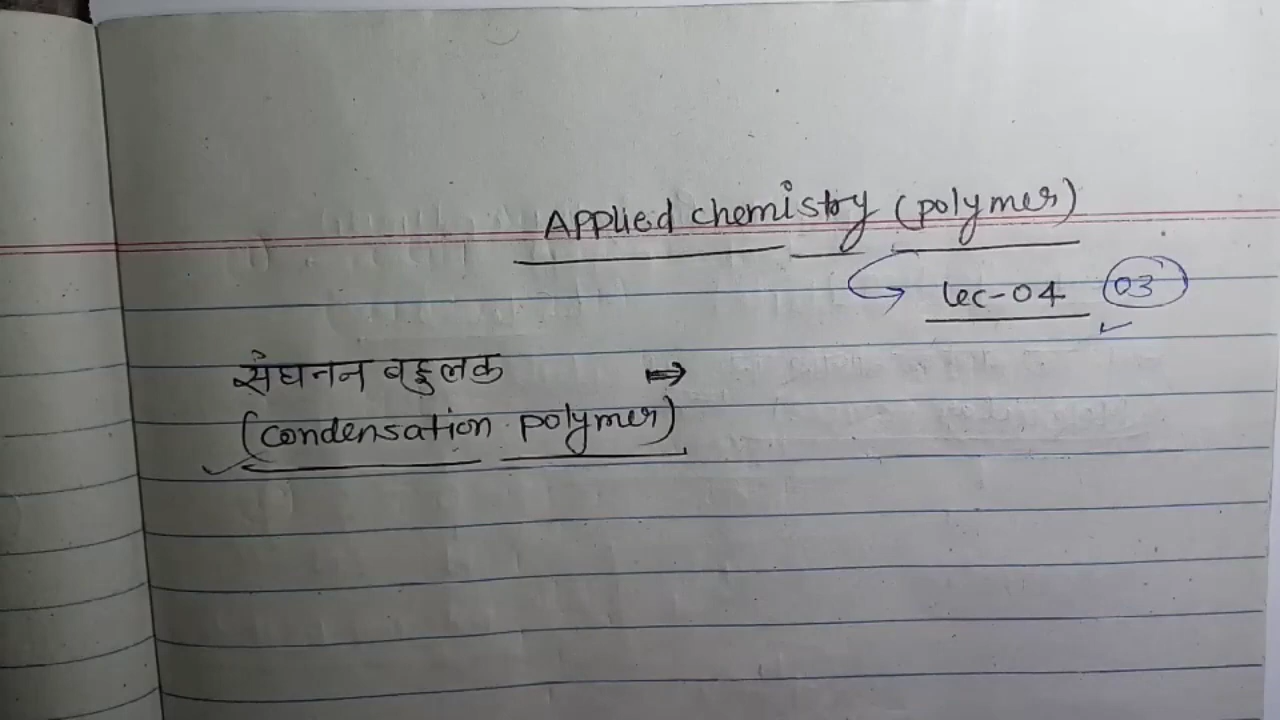 Applied chemistry (polymer)
Lec-04 03
संघनन बहुलक
(condensation polymer)